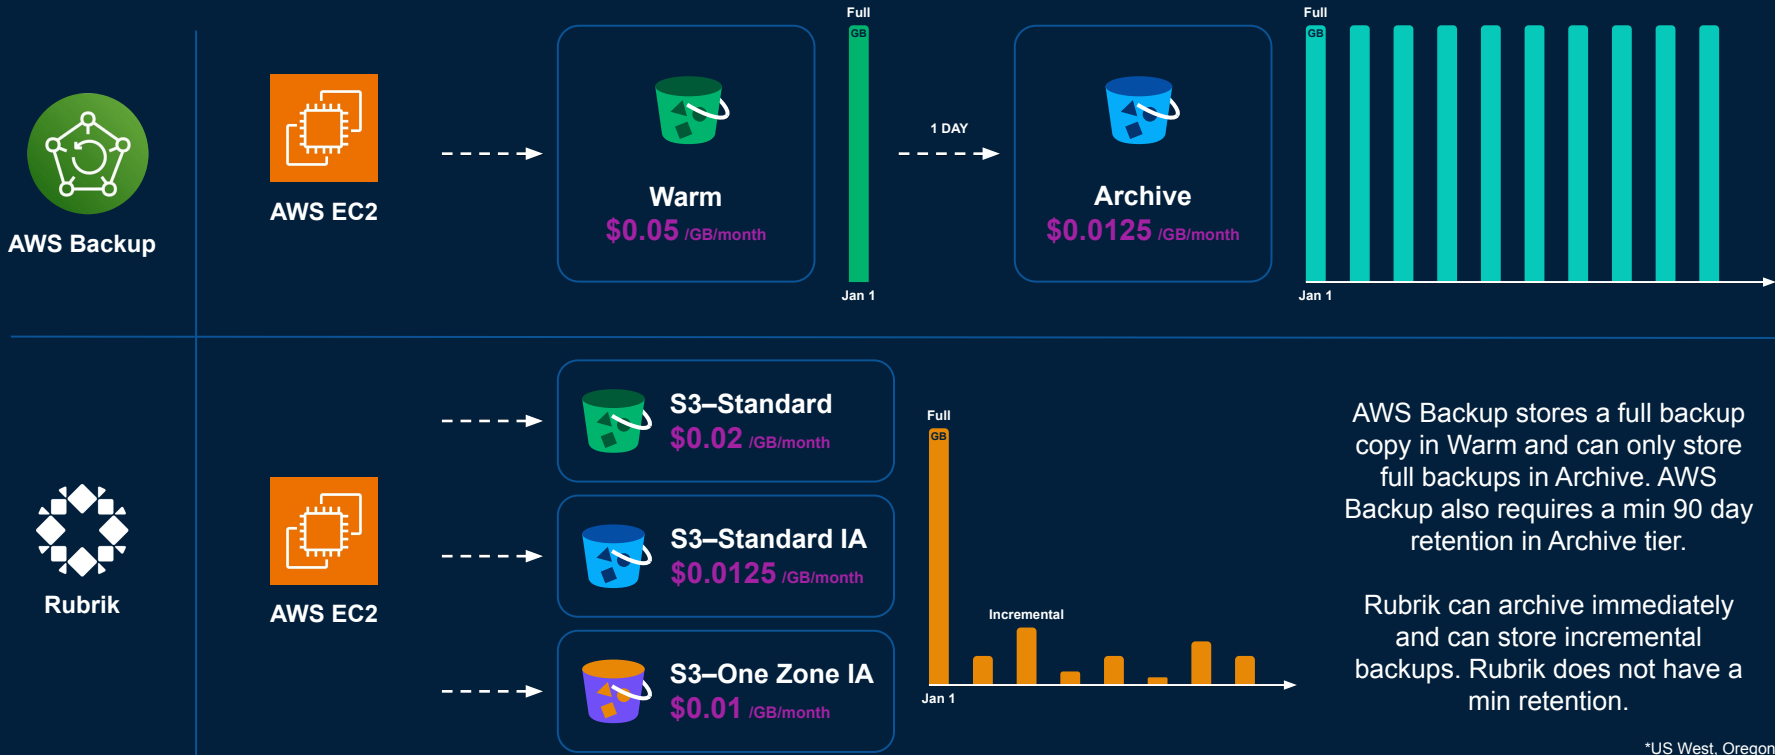 AWS Backup
AWS EC2
Warm
$0.05 /GB/month
Full
GB
Jan 1
1 DAY
Archive
$0.0125 /GB/month
Full
GB
Jan 1
Rubrik
AWS EC2
S3–Standard
$0.02 /GB/month
S3–Standard IA
$0.0125 /GB/month
S3–One Zone IA
$0.01 /GB/month
Full
GB
Incremental
Jan 1
AWS Backup stores a full backup
copy in Warm and can only store
full backups in Archive. AWS
Backup also requires a min 90 day
retention in Archive tier.
Rubrik can archive immediately
and can store incremental
backups. Rubrik does not have a
min retention.
*US West, Oregon